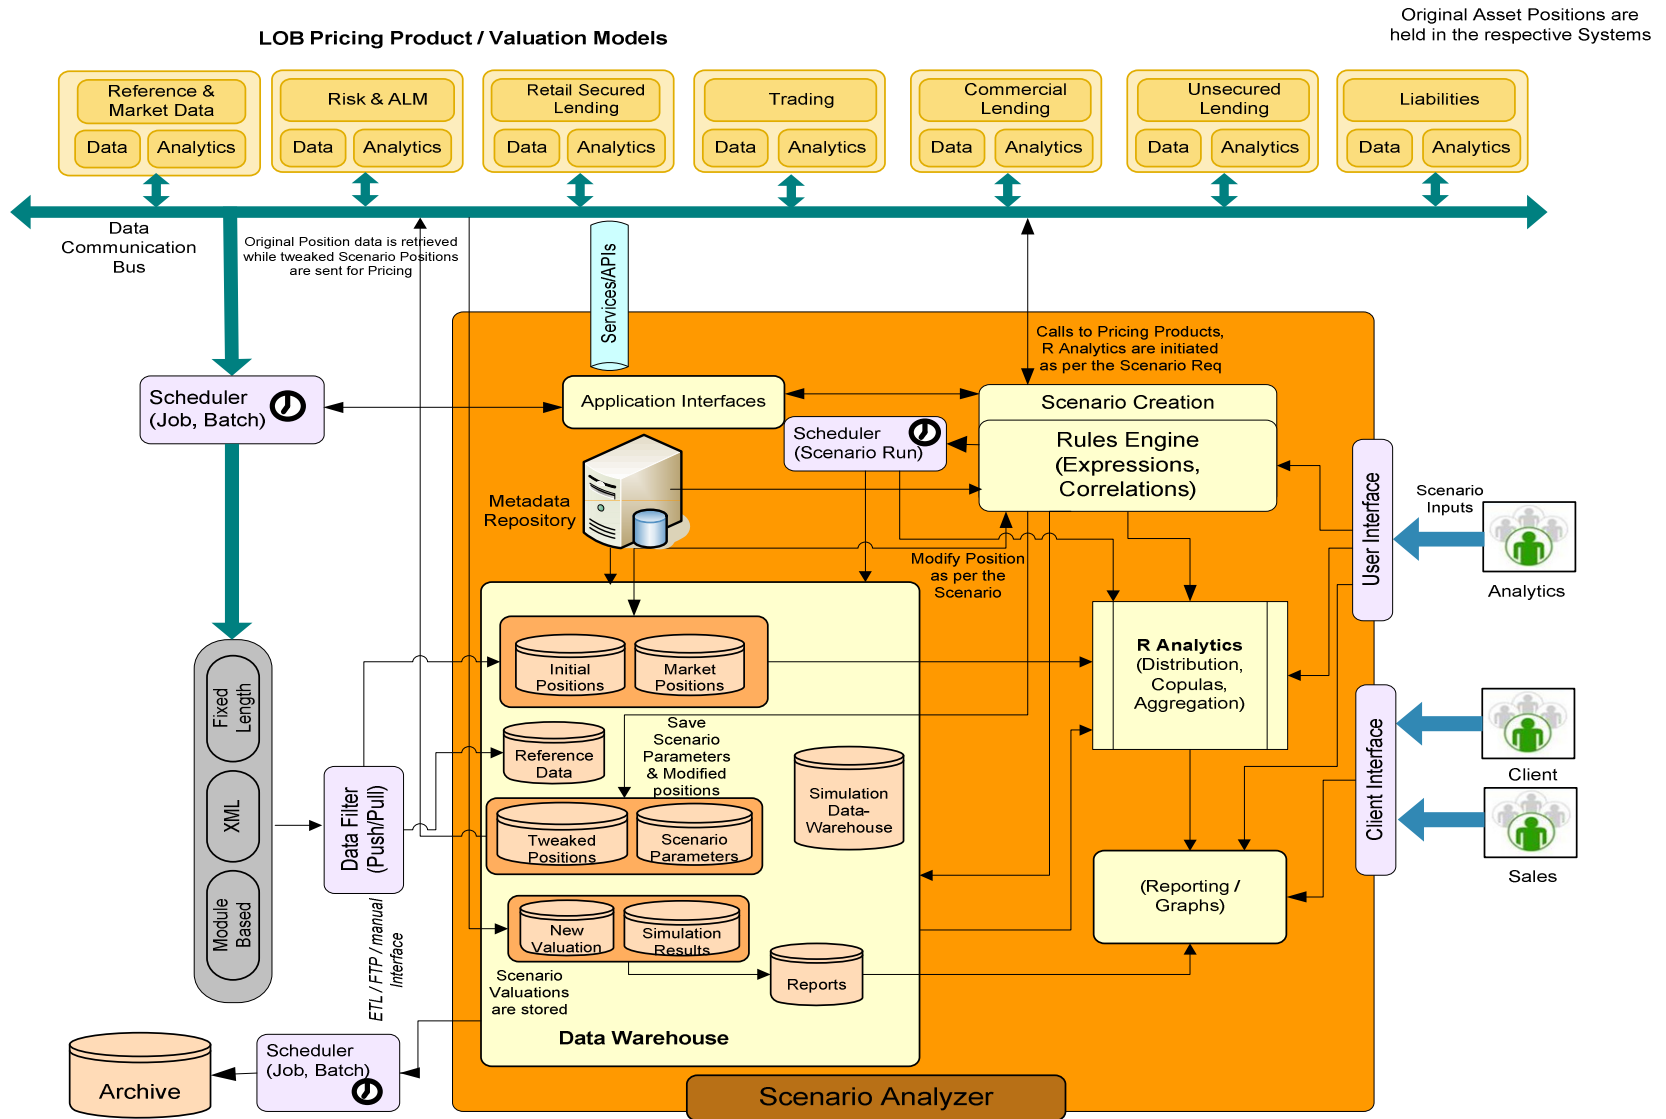 Original Asset Positions are
held in the respective Systems
LOB Pricing Product / Valuation Models
Reference &
Market Data
Data
Analytics
Risk & ALM
Data
Analytics
Retail Secured
Lending
Data
Analytics
Trading
Data
Analytics
Commercial
Lending
Data
Analytics
Unsecured
Lending
Data
Analytics
Liabilities
Data
Analytics
Data
Communication
Bus
Original Position data is retrieved
while tweaked Scenario Positions
are sent for Pricing
Services/APIs
Calls to Pricing Products,
R Analytics are initiated
as per the Scenario Req
Scheduler
(Job, Batch)
Application Interfaces
Scenario Creation
Scheduler
(Scenario Run)
Rules Engine
(Expressions,
Correlations)
Metadata
Repository
User Interface
Scenario
Inputs
Analytics
Modify Position
as per the
Scenario
Initial
Positions
Market
Positions
R Analytics
(Distribution,
Copulas,
Aggregation)
Fixed
Length
XML
Module
Based
Data Filter
(Push/Pull)
ETL / FTP / manual
Interface
Reference
Data
Save
Scenario
Parameters
& Modified
positions
Simulation
Data-
Warehouse
Tweaked
Positions
Scenario
Parameters
Client Interface
Client
Sales
(Reporting /
Graphs)
New
Valuation
Simulation
Results
Reports
Scenario
Valuations
are stored
Data Warehouse
Archive
Scheduler
(Job, Batch)
Scenario Analyzer